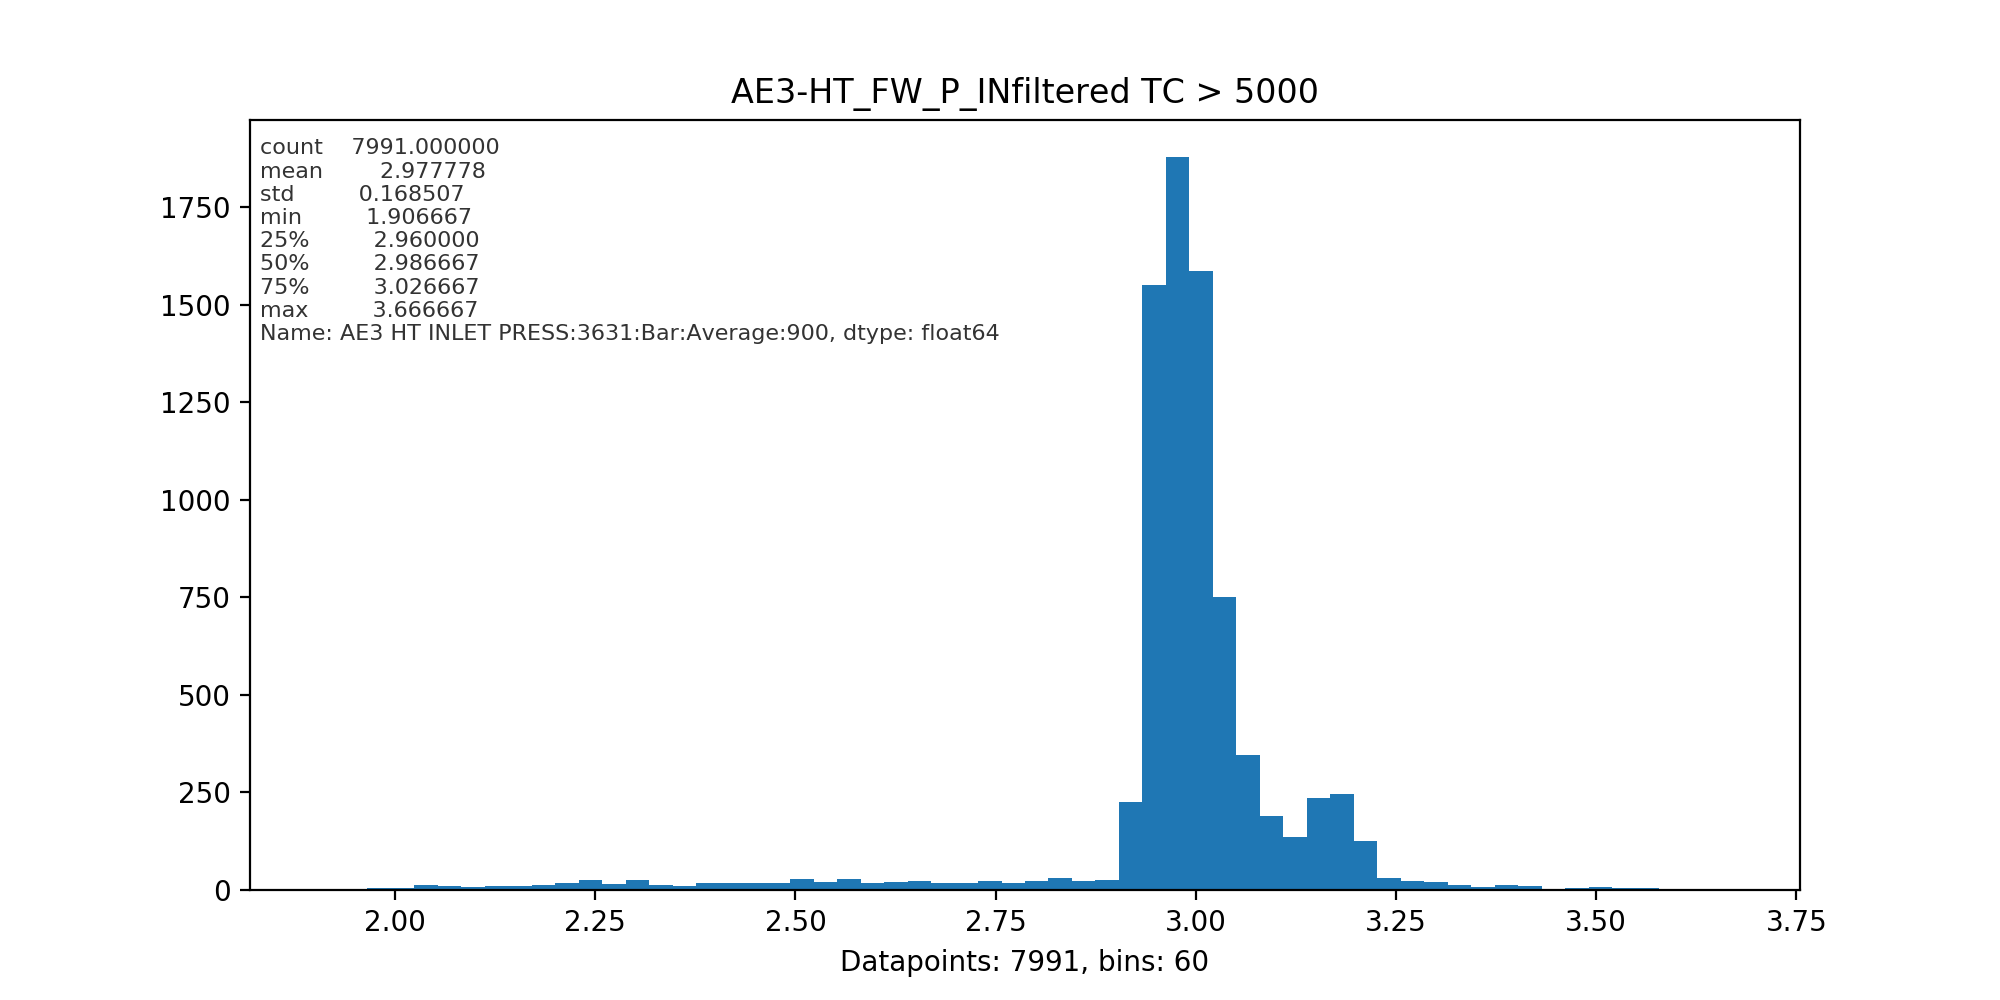 AE3-HT_FW_P_INfiltered TC > 5000
count 7991.000000
mean 2.977778
std 0.168507
min 1.906667
25% 2.960000
50% 2.986667
75% 3.026667
max 3.666667
Name: AE3 HT INLET PRESS:3631:Bar:Average:900, dtype: float64
1750
1500
1250
1000
750
500
250
0
2.00 2.25 2.50 2.75 3.00 3.25 3.50 3.75
Datapoints: 7991, bins: 60